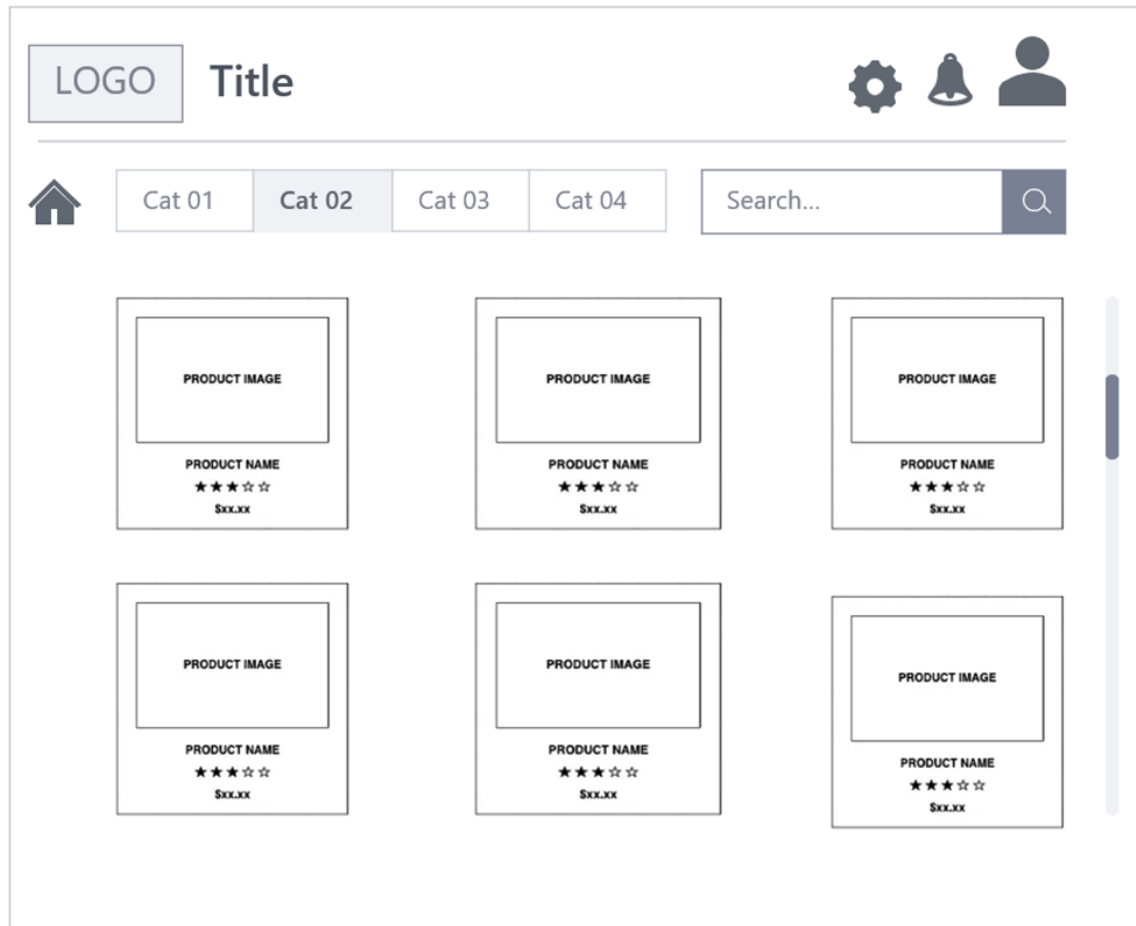 LOGO Title
Cat 01 Cat 02 Cat 03 Cat 04 Search...
PRODUCT IMAGE PRODUCT IMAGE PRODUCT IMAGE
PRODUCT NAME PRODUCT NAME PRODUCT NAME
★★★☆☆ ★★★☆☆ ★★★☆☆
$xx.xx $xx.xx $xx.xx
PRODUCT IMAGE PRODUCT IMAGE PRODUCT IMAGE
PRODUCT NAME PRODUCT NAME PRODUCT NAME
★★★☆☆ ★★★☆☆ ★★★☆☆
$xx.xx $xx.xx $xx.xx